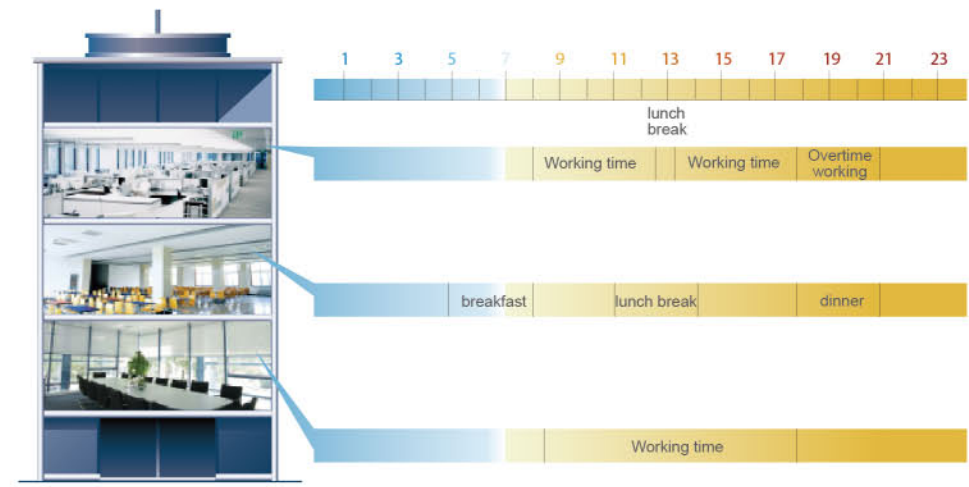 1 3 5 7 9 11 13 15 17 19 21 23
lunch
break
Working time Working time Overtime
working
breakfast lunch break dinner
Working time